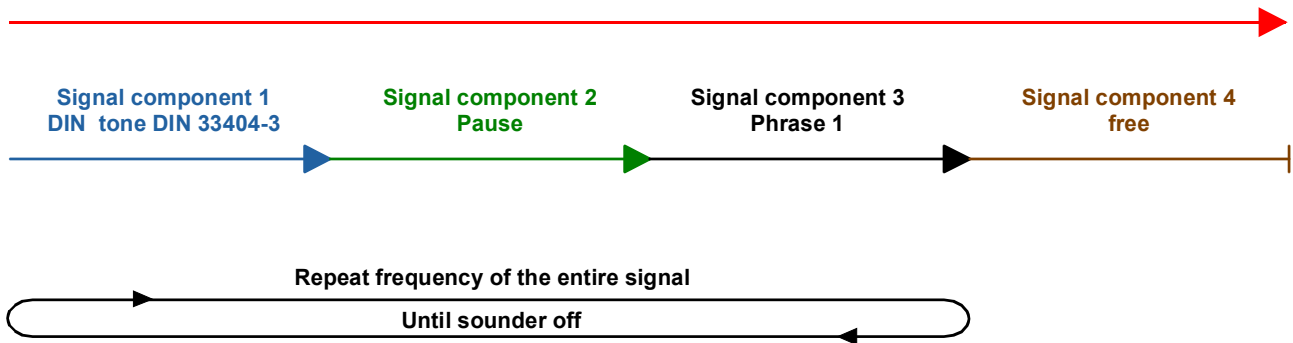 Signal component 1
DIN  tone DIN 33404-3
Signal component 2
Pause
Signal component 3
Phrase 1
Signal component 4
free
Repeat frequency of the entire signal
Until sounder off